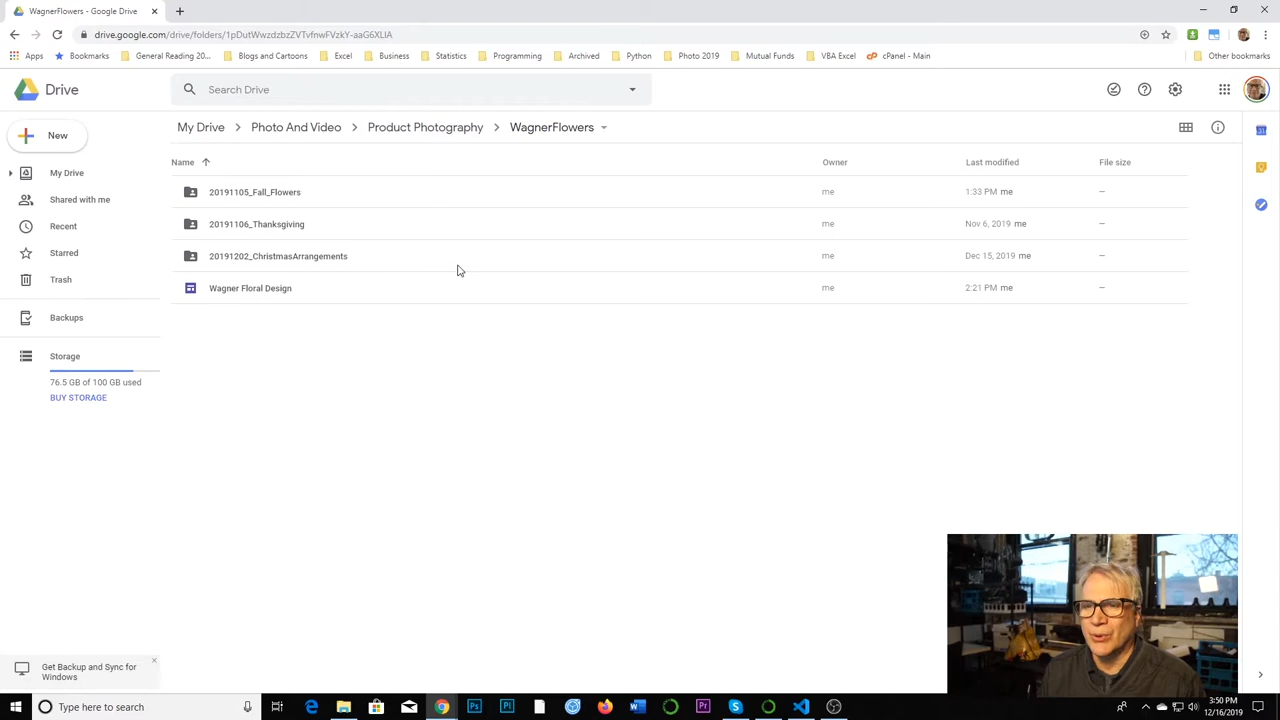 WagnerFlowers - Google Drive
drive.google.com/drive/folders/1pDutWwzdzbzZVTvfnwFVzkY-aaG6XLIA
Apps Bookmarks General Reading 20... Blogs and Cartoons Excel Business Statistics Programming Archived Python Photo 2019 Mutual Funds VBA Excel cPanel - Main Other bookmarks
Drive Search Drive
New My Drive Photo And Video Product Photography WagnerFlowers
Name Owner Last modified File size
My Drive
Shared with me
Recent
Starred
Trash
Backups
Storage
76.5 GB of 100 GB used
BUY STORAGE
20191105_Fall_Flowers me 1:33 PM me –
20191106_Thanksgiving me Nov 6, 2019 me –
20191202_ChristmasArrangements me Dec 15, 2019 me –
Wagner Floral Design me 2:21 PM me –
31
Get Backup and Sync for
Windows
Type here to search
3:50 PM
12/16/2019